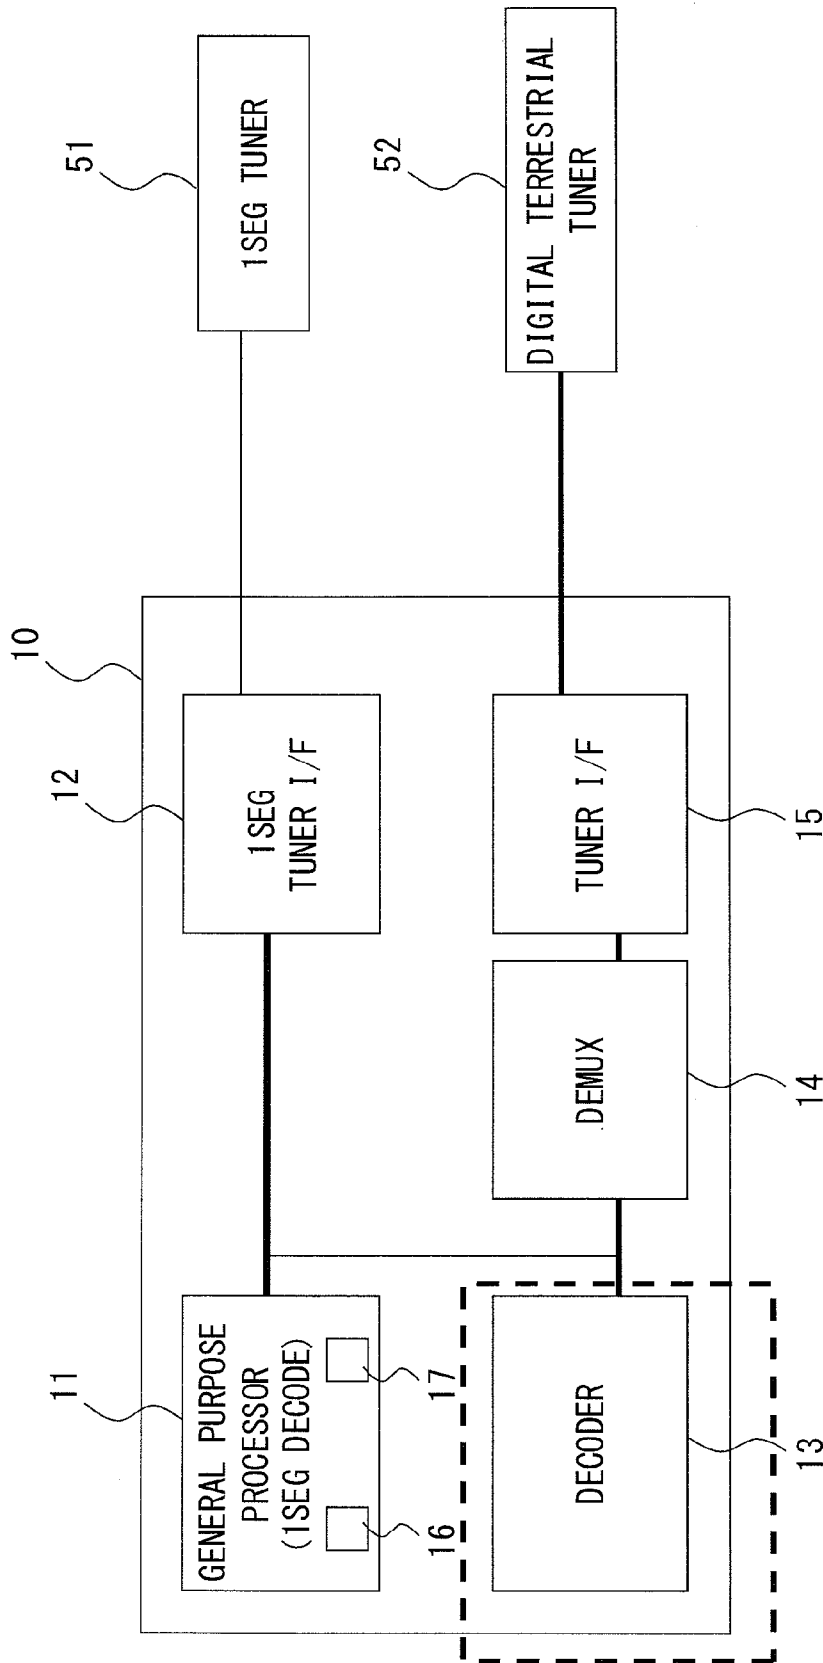 10
11
GENERAL PURPOSE
PROCESSOR
(1SEG DECODE)
16
17
12
1SEG
TUNER I/F
51
1SEG TUNER
DECODER
13
DEMUX
14
TUNER I/F
15
52
DIGITAL TERRESTRIAL
TUNER